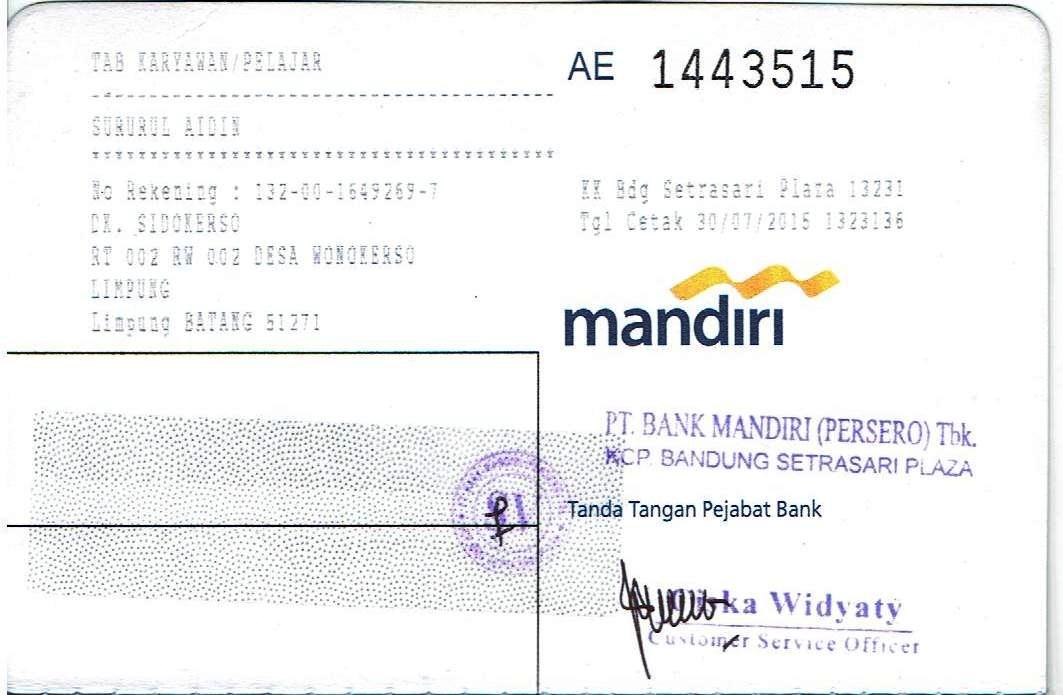 TAB KARYAWAN/PELAJAR
AE 1443515
SURURUL AIDIN
No Rekening : 132-00-1649269-7
DK. SIDOKERSO
RT 002 RW 002 DESA WONOKERSO
LIMPUNG
Limpung BATANG 51271
KK Bdg Setrasari Plaza 13231
Tgl Cetak 30/07/2015 1323136
mandiri
PT. BANK MANDIRI (PERSERO) Tbk.
KCP. BANDUNG SETRASARI PLAZA
Tanda Tangan Pejabat Bank
Widyaty
Customer Service Officer